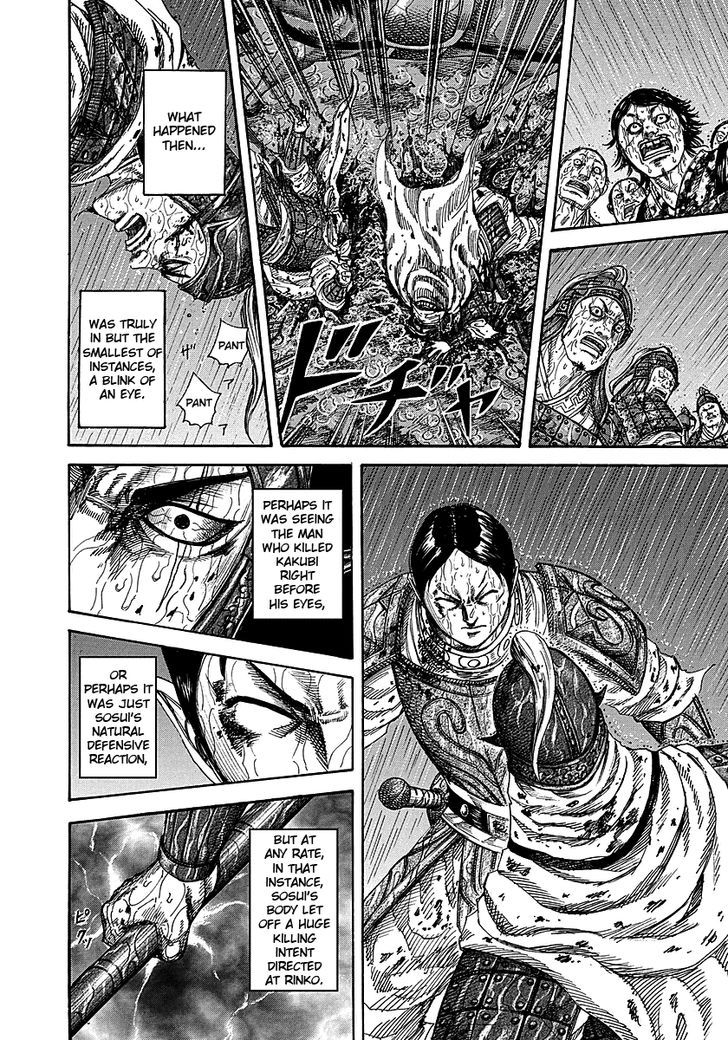 ドチャ
WHAT
HAPPENED
THEN...
PANT
PANT
WAS TRULY
IN BUT THE
SMALLEST OF
INSTANCES,
A BLINK OF
AN EYE.
PERHAPS IT
WAS SEEING
THE MAN
WHO KILLED
KAKUBI
RIGHT
BEFORE
HIS EYES,
OR
PERHAPS IT
WAS JUST
SOSUI'S
NATURAL
DEFENSIVE
REACTION,
BUT AT
ANY RATE,
IN THAT
INSTANCE,
SOSUI'S
BODY LET
OFF A HUGE
KILLING
INTENT
DIRECTED
AT RINKO.
ピクッ